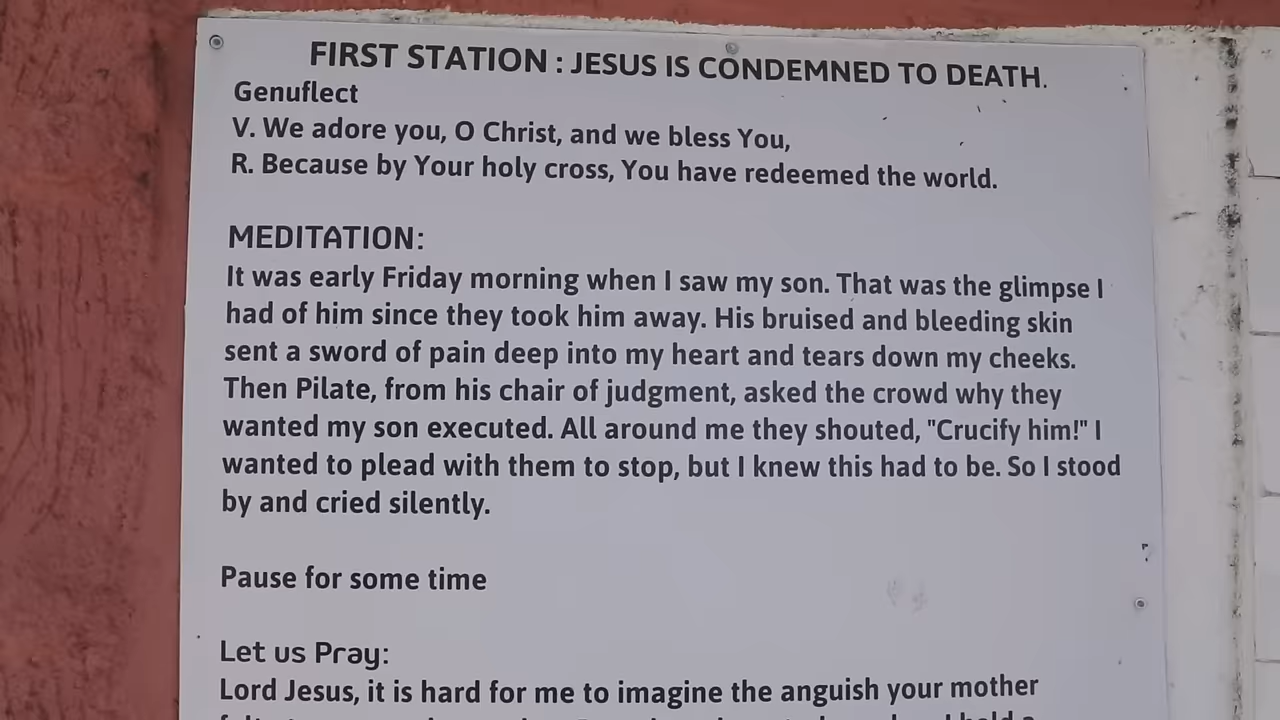 FIRST STATION : JESUS IS CONDEMNED TO DEATH.
Genuflect
V. We adore you, O Christ, and we bless You,
R. Because by Your holy cross, You have redeemed the world.
MEDITATION:
It was early Friday morning when I saw my son. That was the glimpse I
had of him since they took him away. His bruised and bleeding skin
sent a sword of pain deep into my heart and tears down my cheeks.
Then Pilate, from his chair of judgment, asked the crowd why they
wanted my son executed. All around me they shouted, "Crucify him!" I
wanted to plead with them to stop, but I knew this had to be. So I stood
by and cried silently.
Pause for some time
Let us Pray:
Lord Jesus, it is hard for me to imagine the anguish your mother